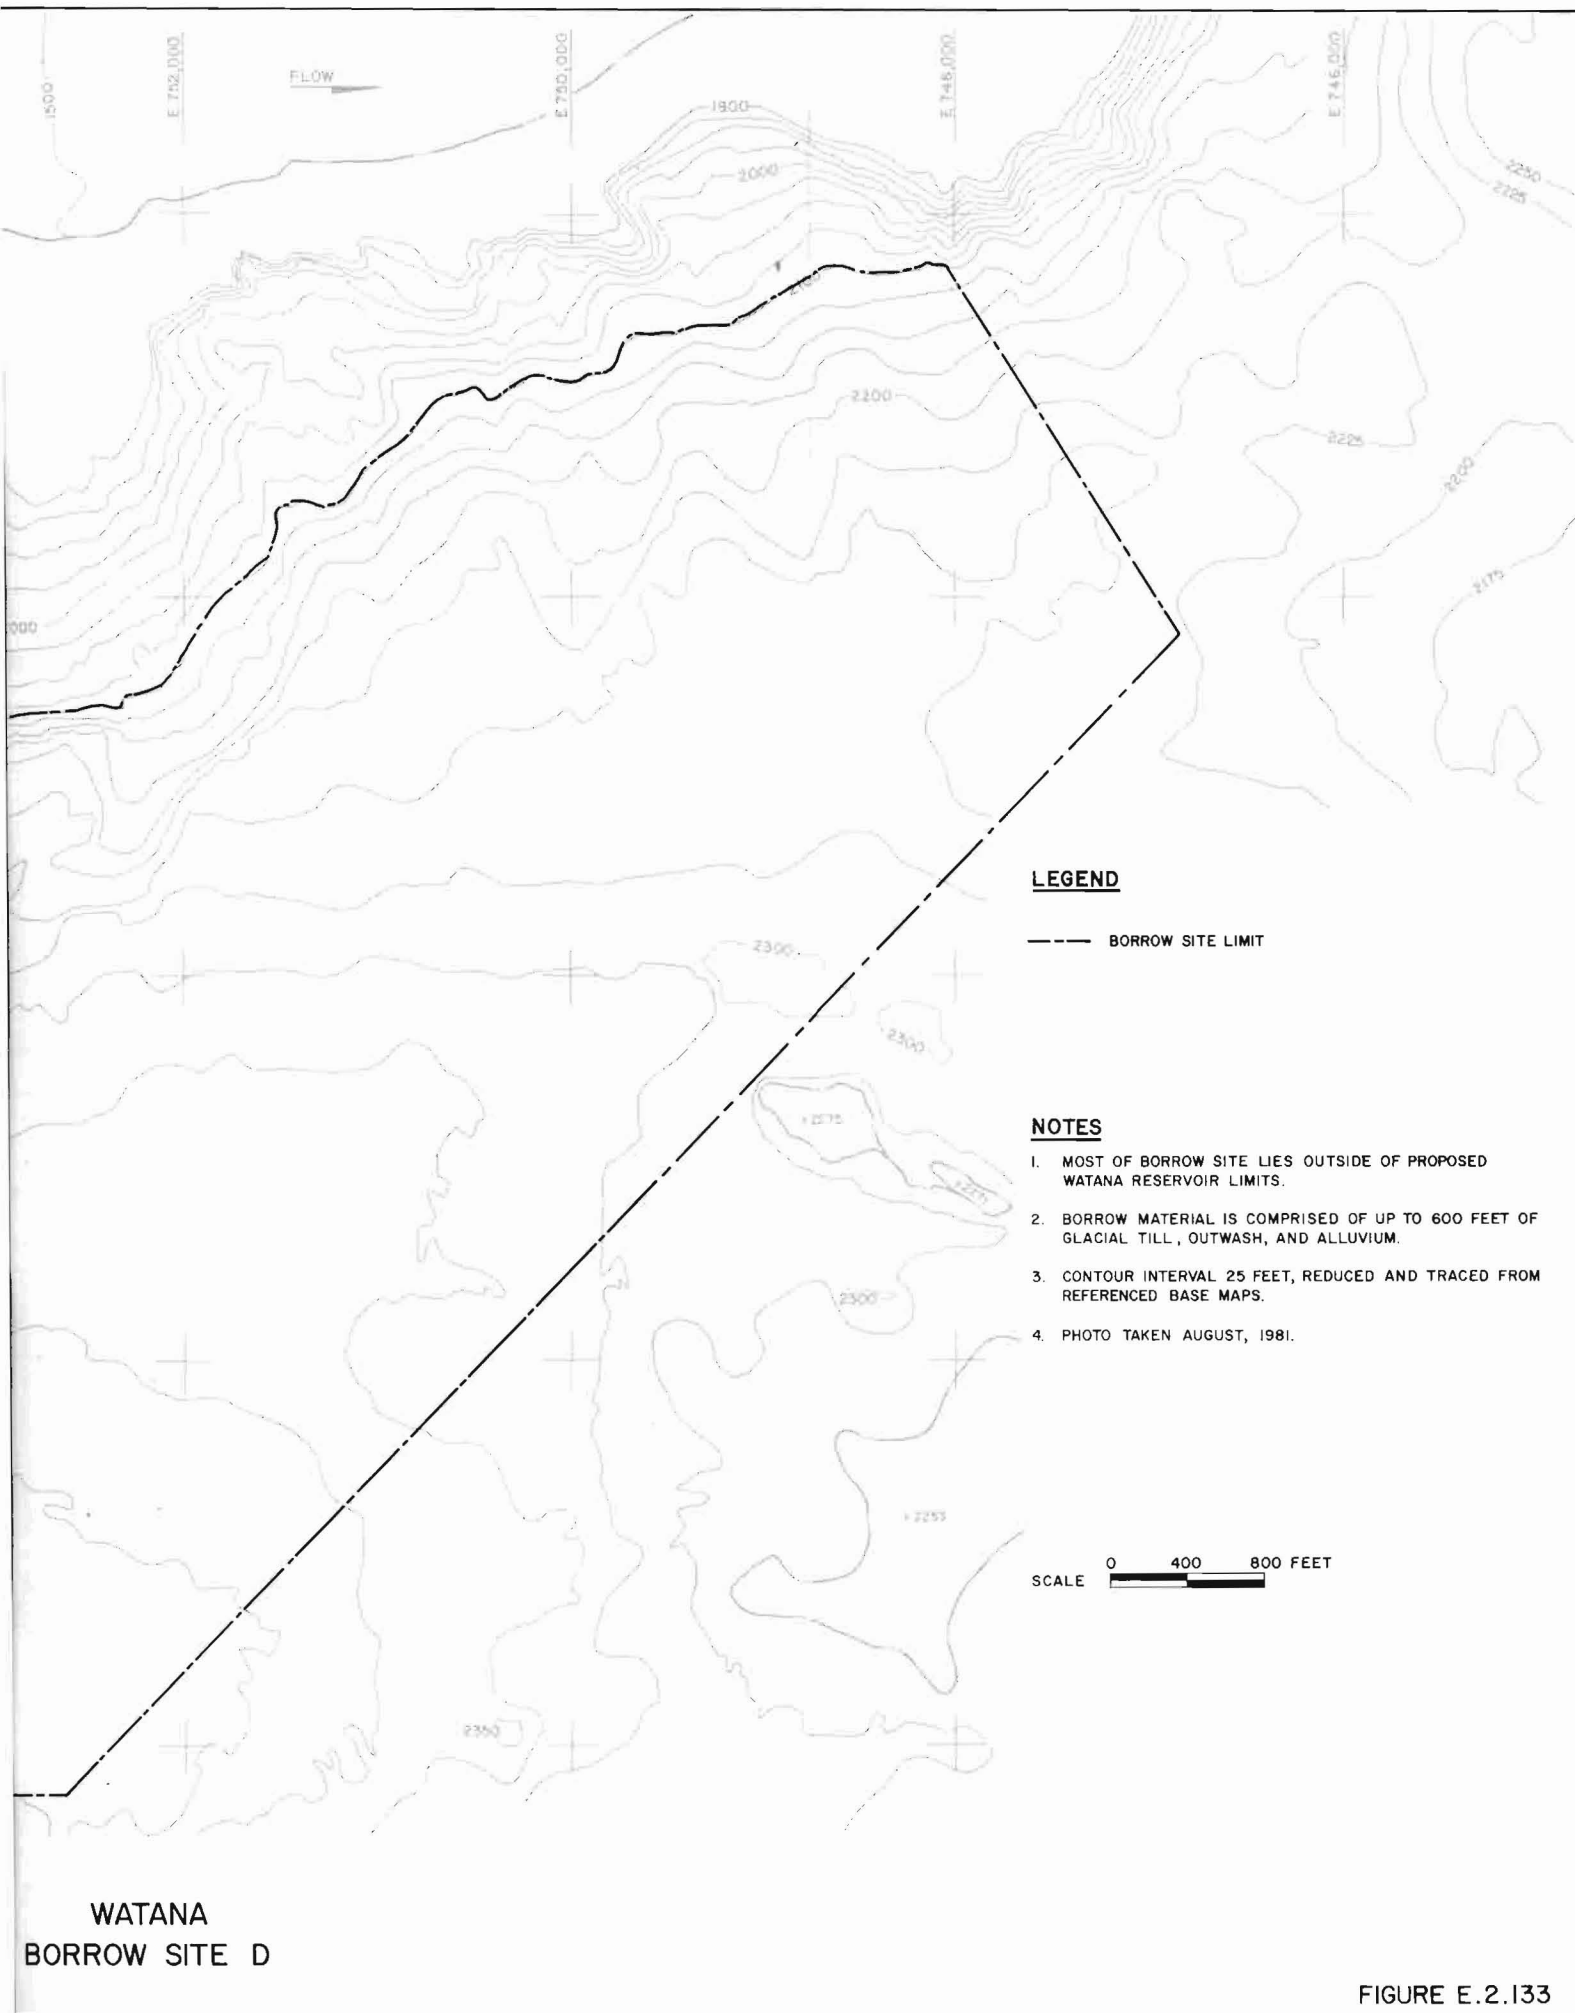 1500
E 752,000
FLOW
E 750,000
1900
E 748,000
E 746,000
2000
2250
2225
2100
2200
2225
2200
2175
000
LEGEND
BORROW SITE LIMIT
2300
2300
NOTES
1. MOST OF BORROW SITE LIES OUTSIDE OF PROPOSED
WATANA RESERVOIR LIMITS.
2. BORROW MATERIAL IS COMPRISED OF UP TO 600 FEET OF
GLACIAL TILL, OUTWASH, AND ALLUVIUM.
3. CONTOUR INTERVAL 25 FEET, REDUCED AND TRACED FROM
REFERENCED BASE MAPS.
2300
4. PHOTO TAKEN AUGUST, 1981.
+2253
0 400 800 FEET
SCALE
2350
WATANA
BORROW SITE D
FIGURE E.2.133